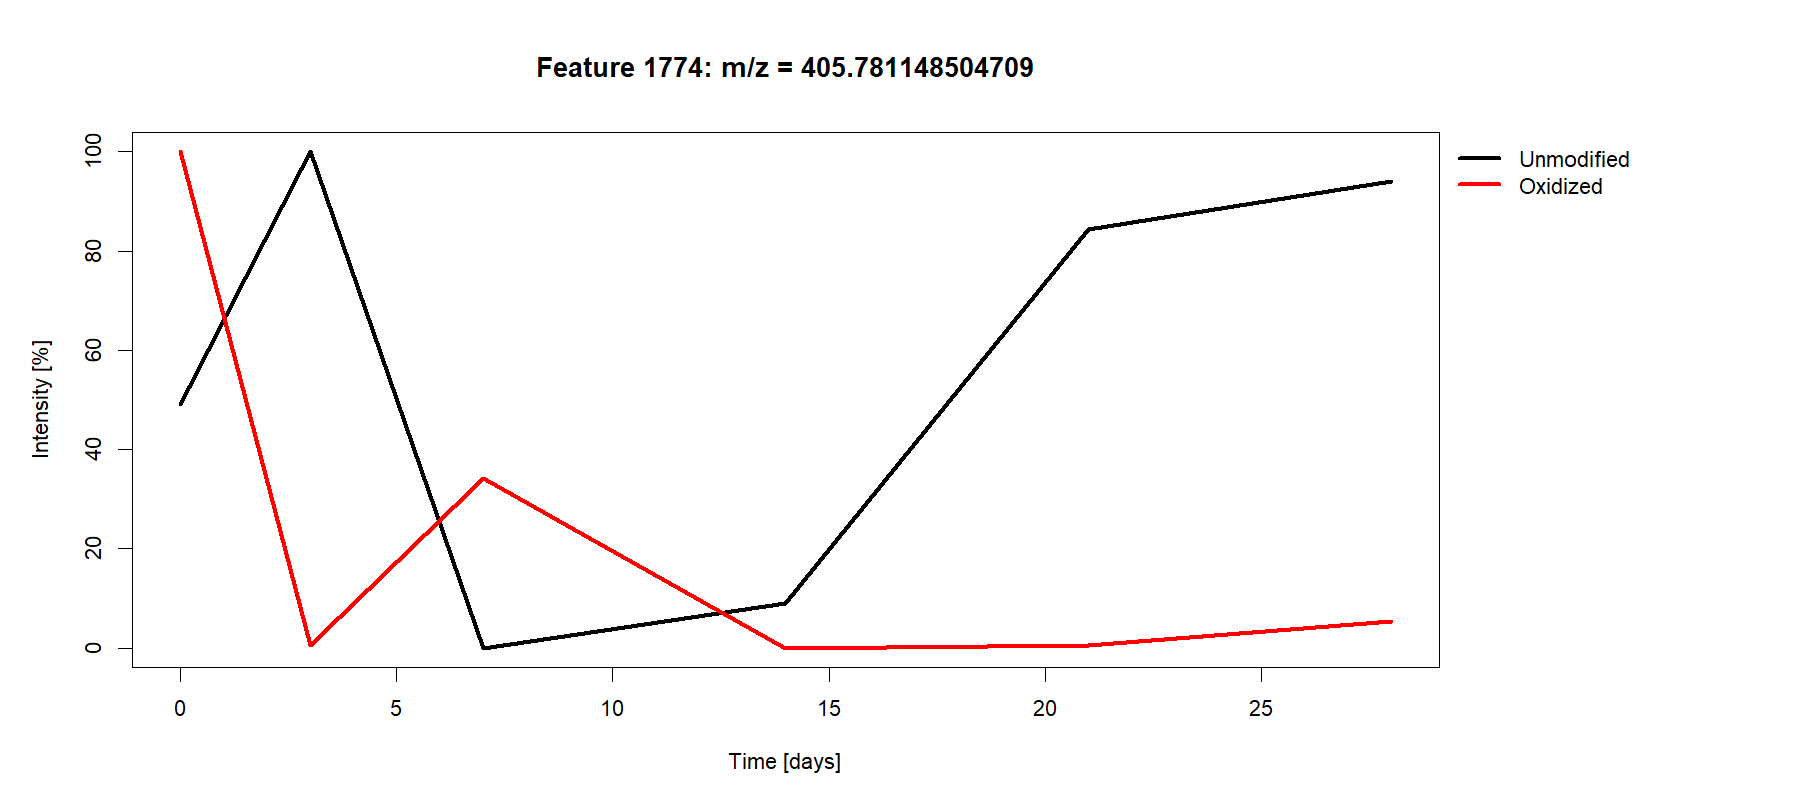 Feature 1774: m/z = 405.781148504709
Unmodified
Oxidized
Intensity [%]
100
80
60
40
20
0
0 5 10 15 20 25
Time [days]